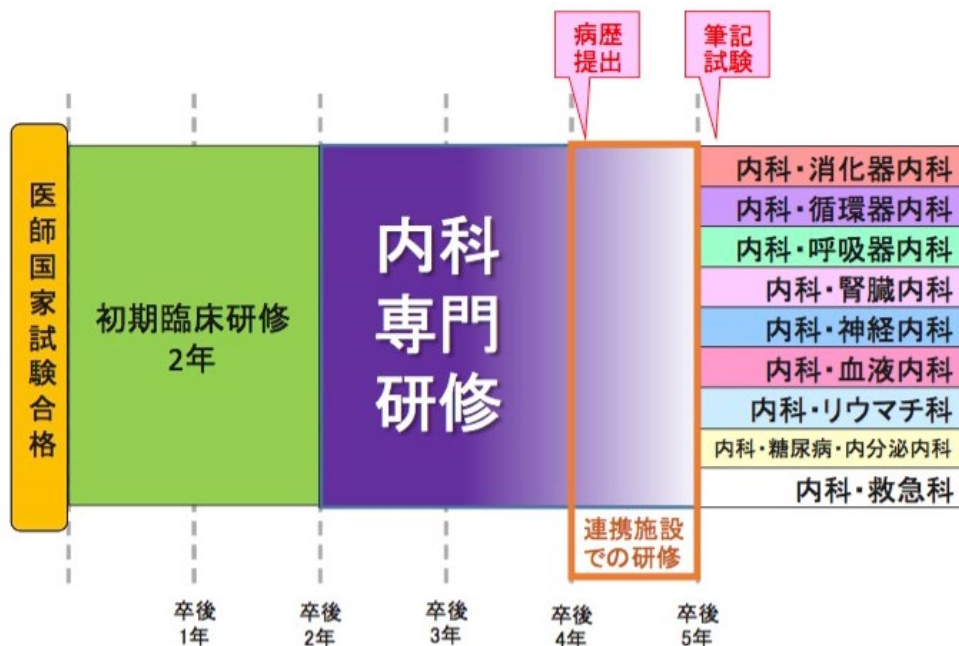 病歴
提出
筆記
試験
医師国家試験合格
初期臨床研修
2年
内科
専門
研修
内科・消化器内科
内科・循環器内科
内科・呼吸器内科
内科・腎臓内科
内科・神経内科
内科・血液内科
内科・リウマチ科
内科・糖尿病・内分泌内科
内科・救急科
連携施設
での研修
卒後
1年
卒後
2年
卒後
3年
卒後
4年
卒後
5年